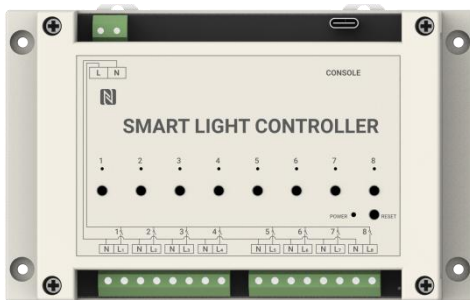 L N
CONSOLE
N
SMART LIGHT CONTROLLER
1 2 3 4 5 6 7 8
POWER RESET
1 2 3 4 5 6 7 8
N L1 N L2 N L3 N L4 N L5 N L6 N L7 N L8